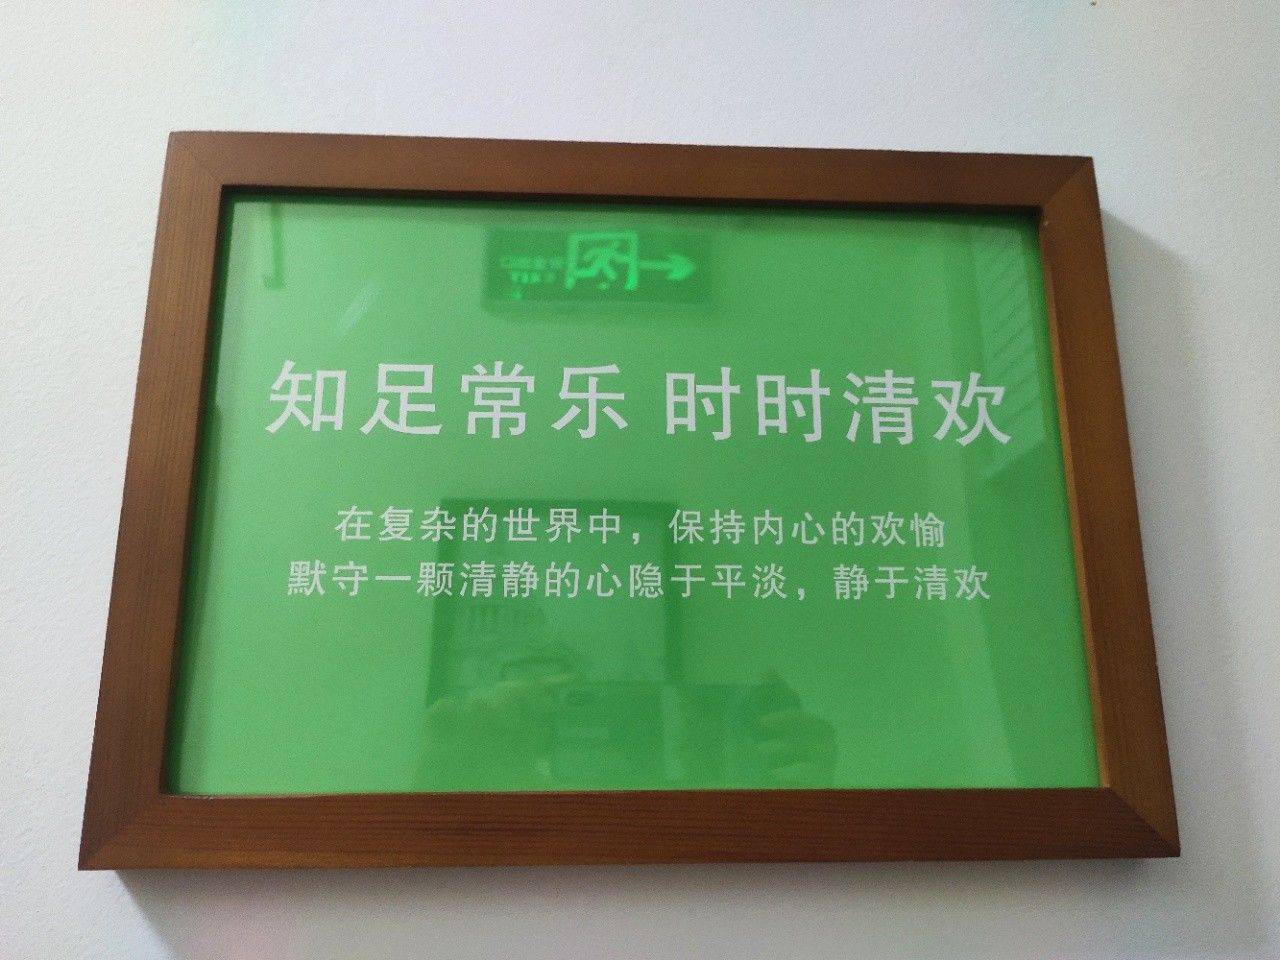 知足常乐 时时清欢
在复杂的世界中，保持内心的欢愉
默守一颗清静的心隐于平淡，静于清欢